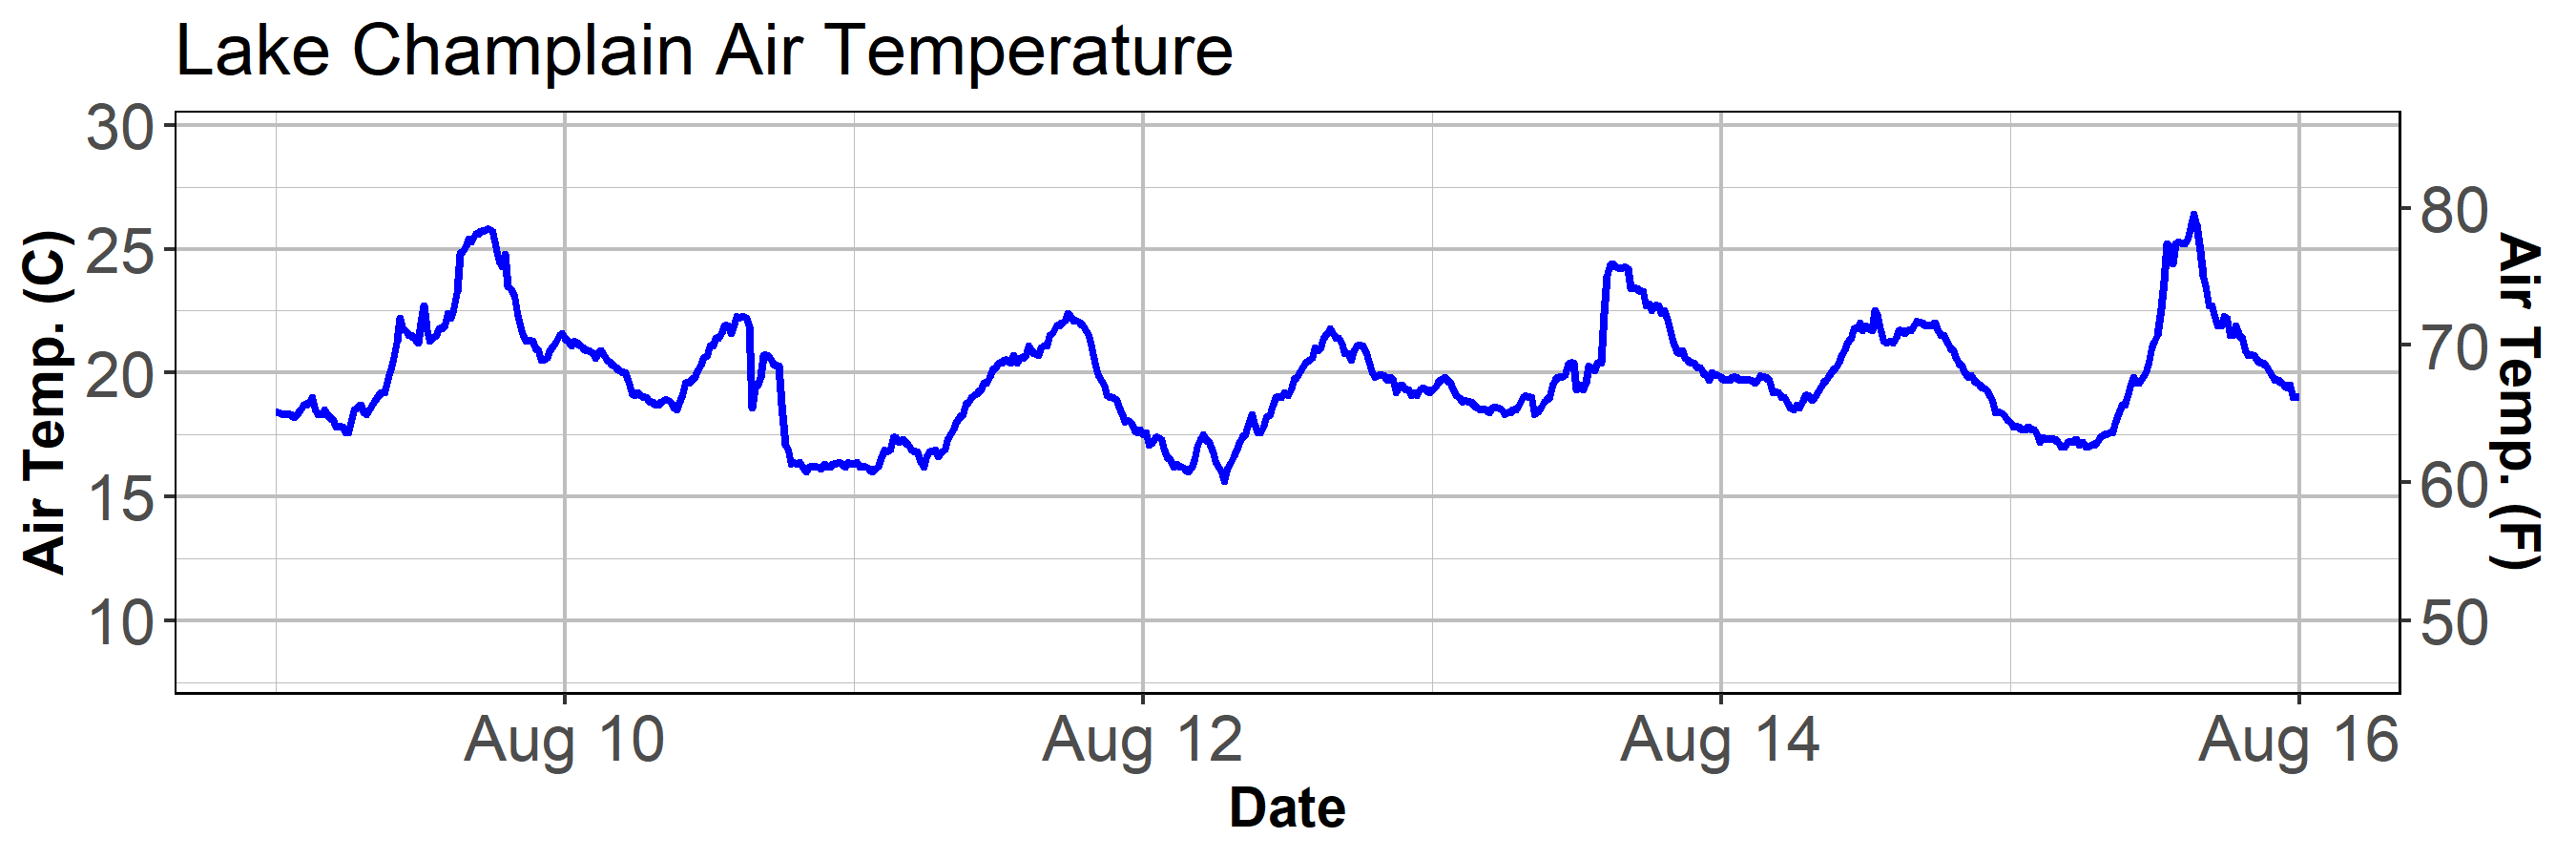 Lake Champlain Air Temperature
Air Temp. (C)
30
25
20
15
10
80
70
60
50
Air Temp. (F)
Aug 10
Aug 12
Aug 14
Aug 16
Date